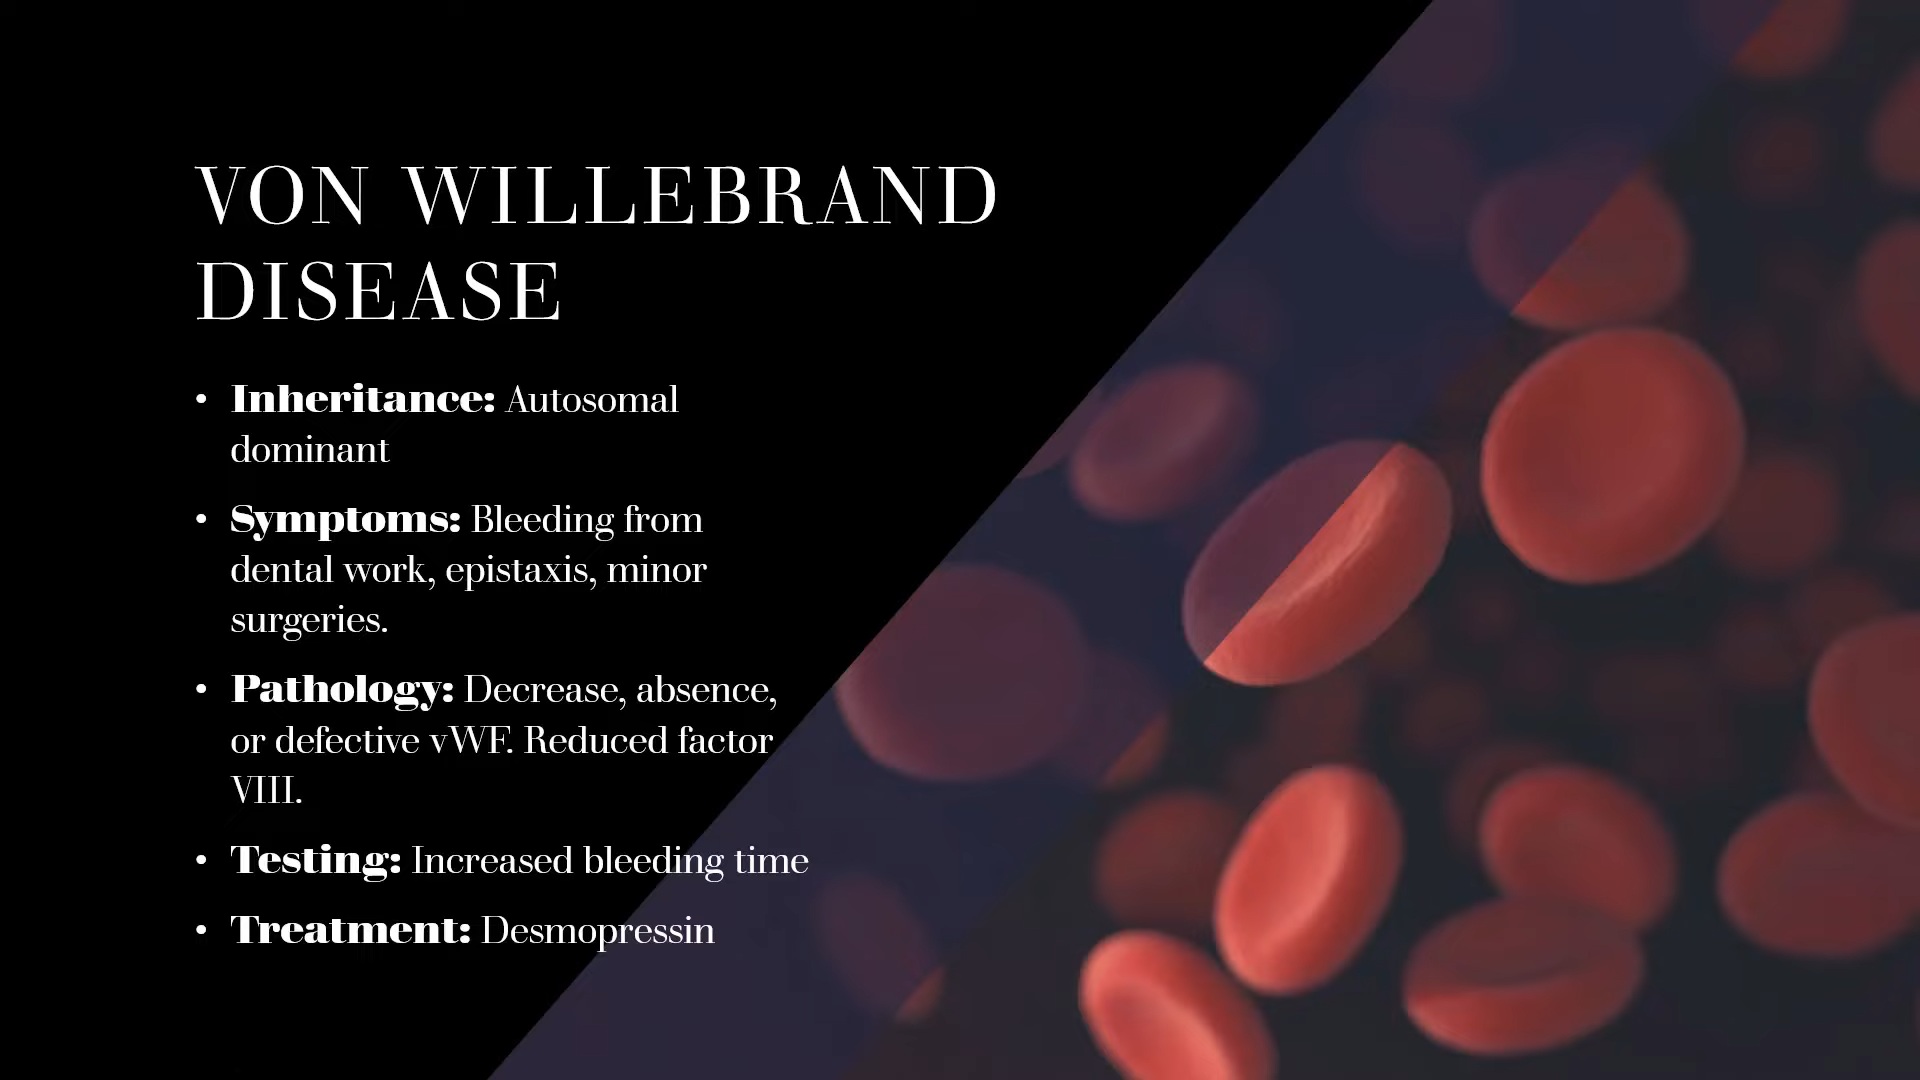 VON WILLEBRAND
DISEASE
• Inheritance: Autosomal
dominant
• Symptoms: Bleeding from
dental work, epistaxis, minor
surgeries.
• Pathology: Decrease, absence,
or defective vWF. Reduced factor
VIII.
• Testing: Increased bleeding time
• Treatment: Desmopressin